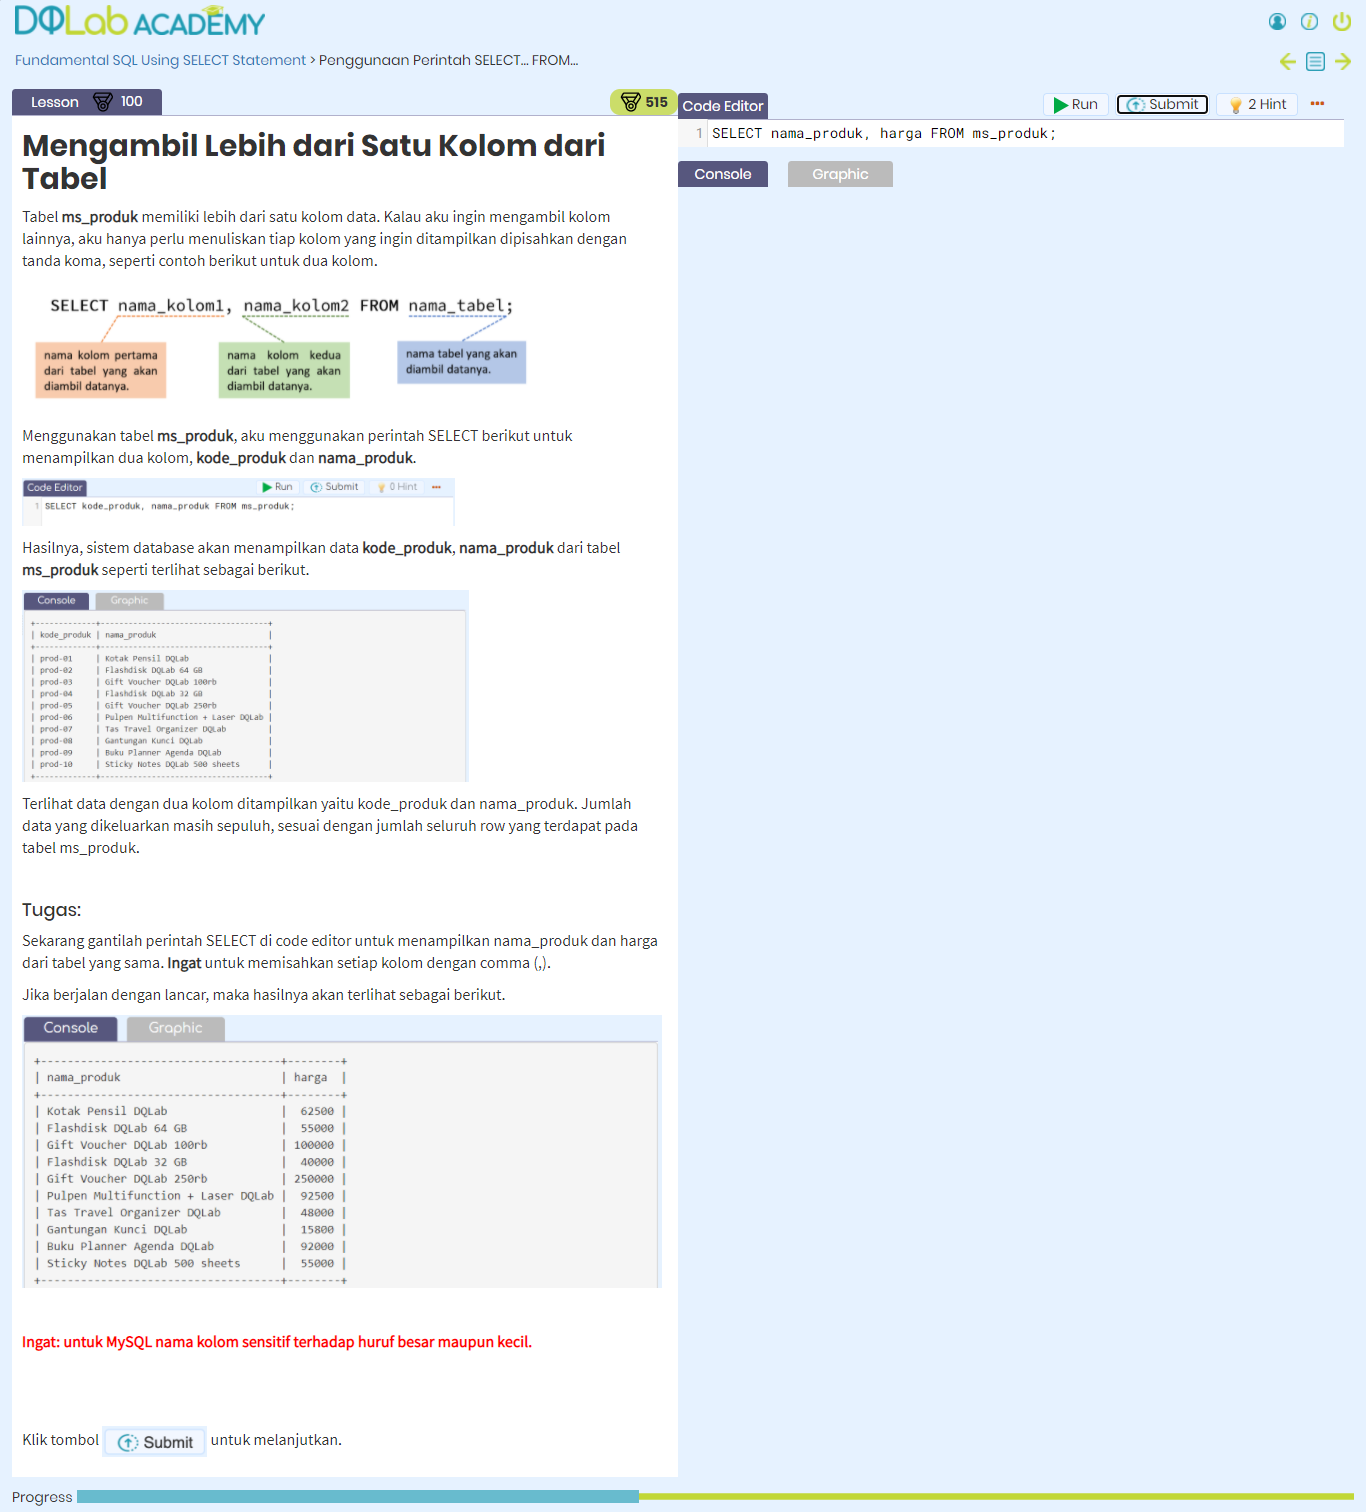 DQLab ACADEMY
Fundamental SQL Using SELECT Statement > Penggunaan Perintah SELECT... FROM...
Lesson 100
515
Mengambil Lebih dari Satu Kolom dari
Tabel
Tabel ms_produk memiliki lebih dari satu kolom data. Kalau aku ingin mengambil kolom
lainnya, aku hanya perlu menuliskan tiap kolom yang ingin ditampilkan dipisahkan dengan
tanda koma, seperti contoh berikut untuk dua kolom.
SELECT nama_kolom1, nama_kolom2 FROM nama_tabel;
nama kolom pertama
dari tabel yang akan
diambil datanya.
nama kolom kedua
dari tabel yang akan
diambil datanya.
nama tabel yang akan
diambil datanya.
Menggunakan tabel ms_produk, aku menggunakan perintah SELECT berikut untuk
menampilkan dua kolom, kode_produk dan nama_produk.
Code Editor Run Submit 0 Hint
1 SELECT kode_produk, nama_produk FROM ms_produk;
Hasilnya, sistem database akan menampilkan data kode_produk, nama_produk dari tabel
ms_produk seperti terlihat sebagai berikut.
Console Graphic
+-------------+----------------------------------+
| kode_produk | nama_produk |
+-------------+----------------------------------+
| prod-01 | Kotak Pensil DQLab |
| prod-02 | Flashdisk DQLab 64 GB |
| prod-03 | Gift Voucher DQLab 100rb |
| prod-04 | Flashdisk DQLab 32 GB |
| prod-05 | Gift Voucher DQLab 250rb |
| prod-06 | Pulpen Multifunction + Laser DQLab |
| prod-07 | Tas Travel Organizer DQLab |
| prod-08 | Gantungan Kunci DQLab |
| prod-09 | Buku Planner Agenda DQLab |
| prod-10 | Sticky Notes DQLab 500 sheets |
+-------------+----------------------------------+
Terlihat data dengan dua kolom ditampilkan yaitu kode_produk dan nama_produk. Jumlah
data yang dikeluarkan masih sepuluh, sesuai dengan jumlah seluruh row yang terdapat pada
tabel ms_produk.
Tugas:
Sekarang gantilah perintah SELECT di code editor untuk menampilkan nama_produk dan harga
dari tabel yang sama. Ingat untuk memisahkan setiap kolom dengan comma (,).
Jika berjalan dengan lancar, maka hasilnya akan terlihat sebagai berikut.
Console Graphic
+------------------------------------+--------+
| nama_produk | harga |
+------------------------------------+--------+
| Kotak Pensil DQLab | 62500 |
| Flashdisk DQLab 64 GB | 55000 |
| Gift Voucher DQLab 100rb | 100000 |
| Flashdisk DQLab 32 GB | 40000 |
| Gift Voucher DQLab 250rb | 250000 |
| Pulpen Multifunction + Laser DQLab | 92500 |
| Tas Travel Organizer DQLab | 48000 |
| Gantungan Kunci DQLab | 15800 |
| Buku Planner Agenda DQLab | 92000 |
| Sticky Notes DQLab 500 sheets | 55000 |
+------------------------------------+--------+
Ingat: untuk MySQL nama kolom sensitif terhadap huruf besar maupun kecil.
Klik tombol Submit untuk melanjutkan.
Code Editor Run Submit 2 Hint
1 SELECT nama_produk, harga FROM ms_produk;
Console Graphic
Progress